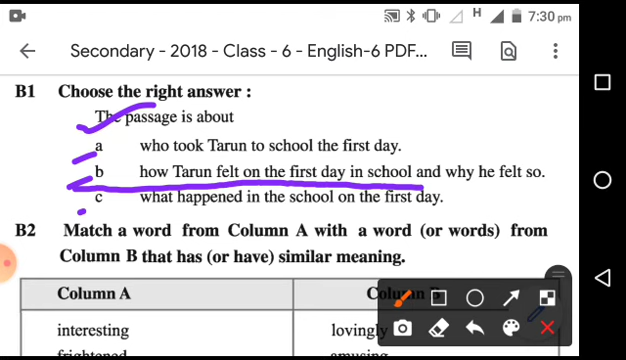 H 7:30 pm
Secondary - 2018 - Class - 6 - English-6 PDF...
B1 Choose the right answer :
The passage is about
a who took Tarun to school the first day.
b how Tarun felt on the first day in school and why he felt so.
c what happened in the school on the first day.
B2 Match a word from Column A with a word (or words) from
Column B that has (or have) similar meaning.
Column A Column B
interesting lovingly
frightened amusing